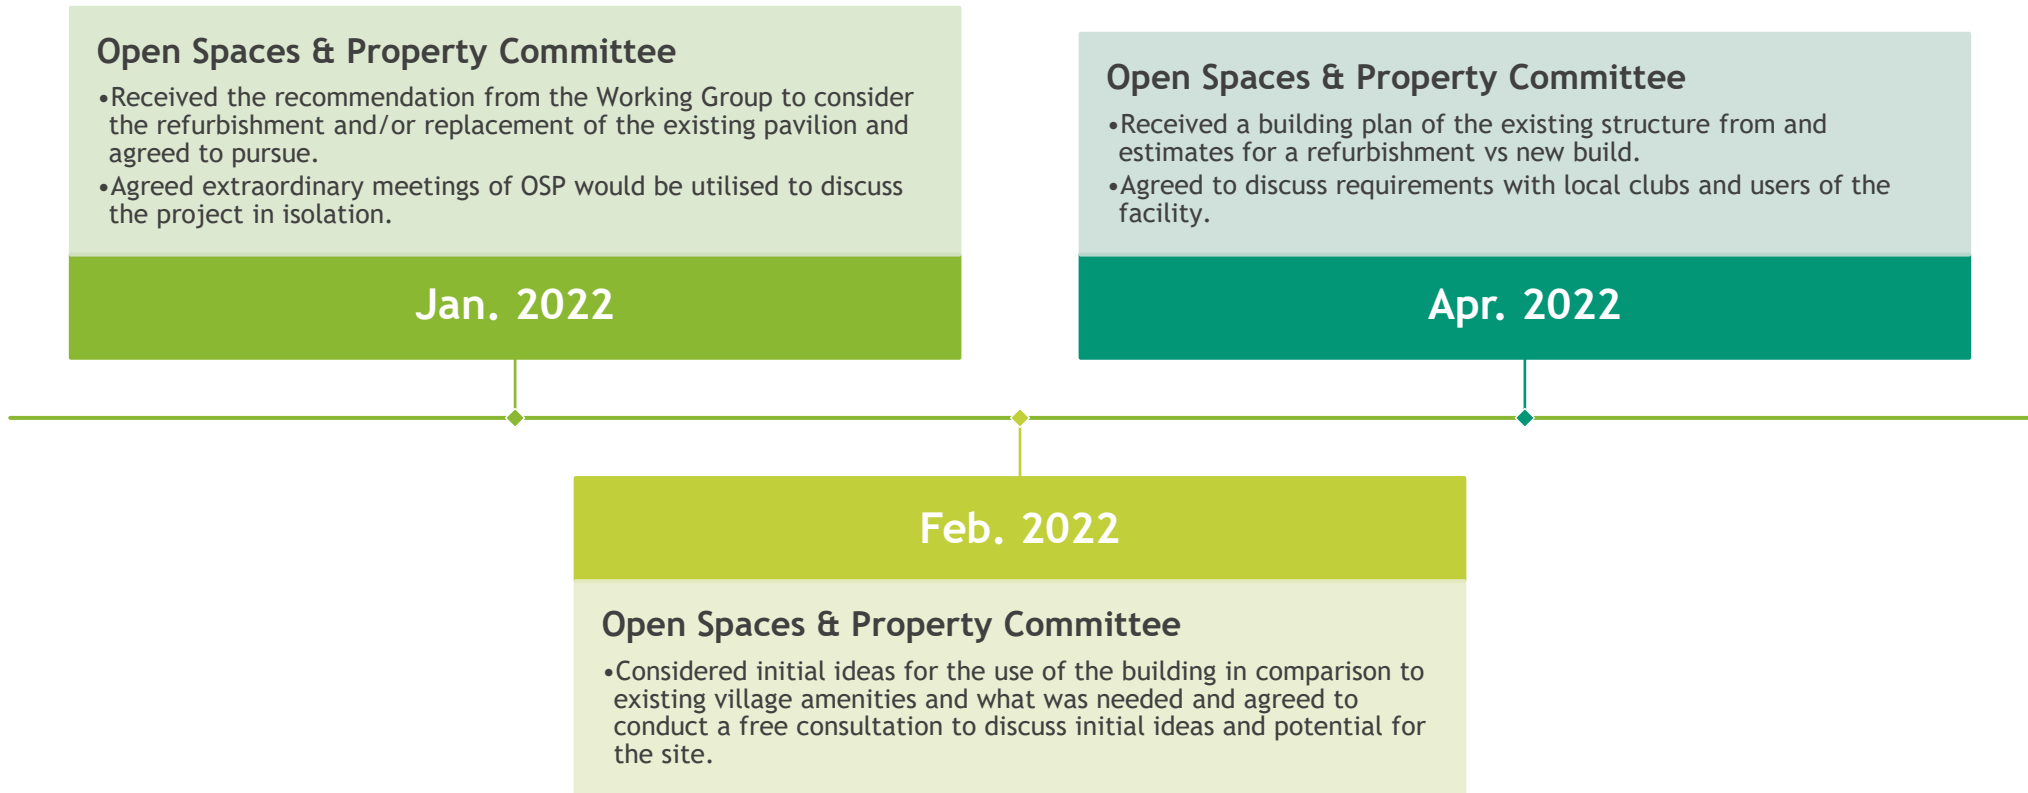 Open Spaces & Property Committee
•Received the recommendation from the Working Group to consider
the refurbishment and/or replacement of the existing pavilion and
agreed to pursue.
•Agreed extraordinary meetings of OSP would be utilised to discuss
the project in isolation.
Jan. 2022
Feb. 2022
Open Spaces & Property Committee
•Considered initial ideas for the use of the building in comparison to
existing village amenities and what was needed and agreed to
conduct a free consultation to discuss initial ideas and potential for
the site.
Open Spaces & Property Committee
•Received a building plan of the existing structure from and
estimates for a refurbishment vs new build.
•Agreed to discuss requirements with local clubs and users of the
facility.
Apr. 2022